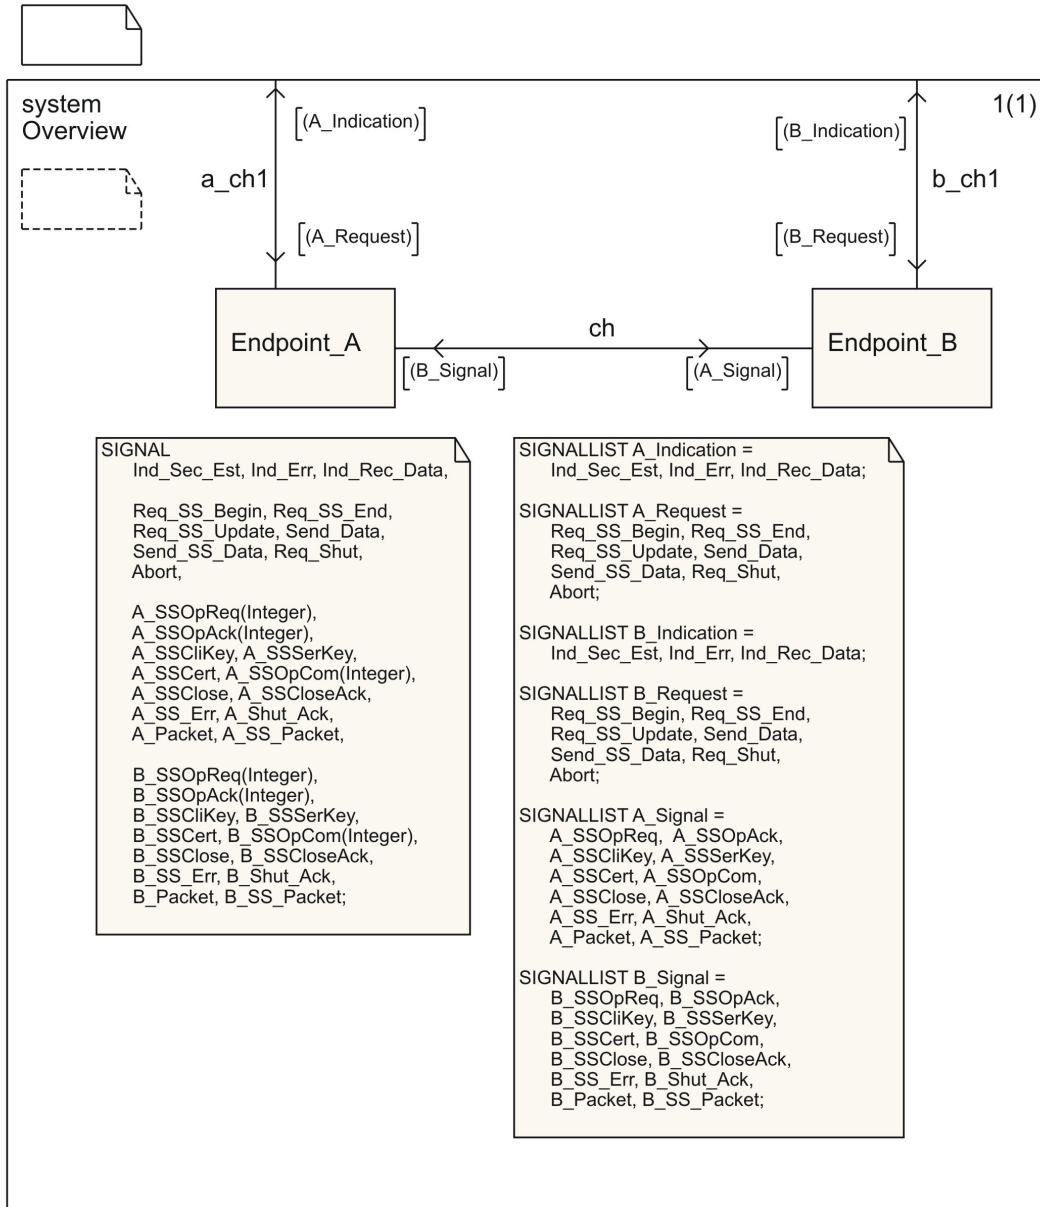 system
Overview
1(1)
[(A_Indication)]
[(B_Indication)]
a_ch1
b_ch1
[(A_Request)]
[(B_Request)]
Endpoint_A
ch
Endpoint_B
[(B_Signal)]
[(A_Signal)]
SIGNAL
Ind_Sec_Est, Ind_Err, Ind_Rec_Data,
Req_SS_Begin, Req_SS_End,
Req_SS_Update, Send_Data,
Send_SS_Data, Req_Shut,
Abort,
A_SSOpReq(Integer),
A_SSOpAck(Integer),
A_SSCliKey, A_SSSerKey,
A_SSCert, A_SSOpCom(Integer),
A_SSClose, A_SSCloseAck,
A_SS_Err, A_Shut_Ack,
A_Packet, A_SS_Packet,
B_SSOpReq(Integer),
B_SSOpAck(Integer),
B_SSCliKey, B_SSSerKey,
B_SSCert, B_SSOpCom(Integer),
B_SSClose, B_SSCloseAck,
B_SS_Err, B_Shut_Ack,
B_Packet, B_SS_Packet;
SIGNALLIST A_Indication =
Ind_Sec_Est, Ind_Err, Ind_Rec_Data;
SIGNALLIST A_Request =
Req_SS_Begin, Req_SS_End,
Req_SS_Update, Send_Data,
Send_SS_Data, Req_Shut,
Abort;
SIGNALLIST B_Indication =
Ind_Sec_Est, Ind_Err, Ind_Rec_Data;
SIGNALLIST B_Request =
Req_SS_Begin, Req_SS_End,
Req_SS_Update, Send_Data,
Send_SS_Data, Req_Shut,
Abort;
SIGNALLIST A_Signal =
A_SSOpReq, A_SSOpAck,
A_SSCliKey, A_SSSerKey,
A_SSCert, A_SSOpCom,
A_SSClose, A_SSCloseAck,
A_SS_Err, A_Shut_Ack,
A_Packet, A_SS_Packet;
SIGNALLIST B_Signal =
B_SSOpReq, B_SSOpAck,
B_SSCliKey, B_SSSerKey,
B_SSCert, B_SSOpCom,
B_SSClose, B_SSCloseAck,
B_SS_Err, B_Shut_Ack,
B_Packet, B_SS_Packet;